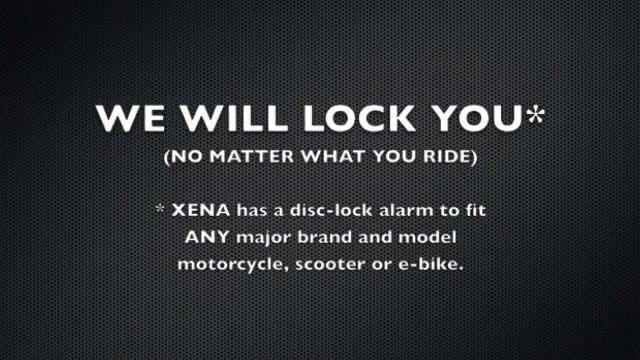 WE WILL LOCK YOU*
(NO MATTER WHAT YOU RIDE)
* XENA has a disc-lock alarm to fit
ANY major brand and model
motorcycle, scooter or e-bike.